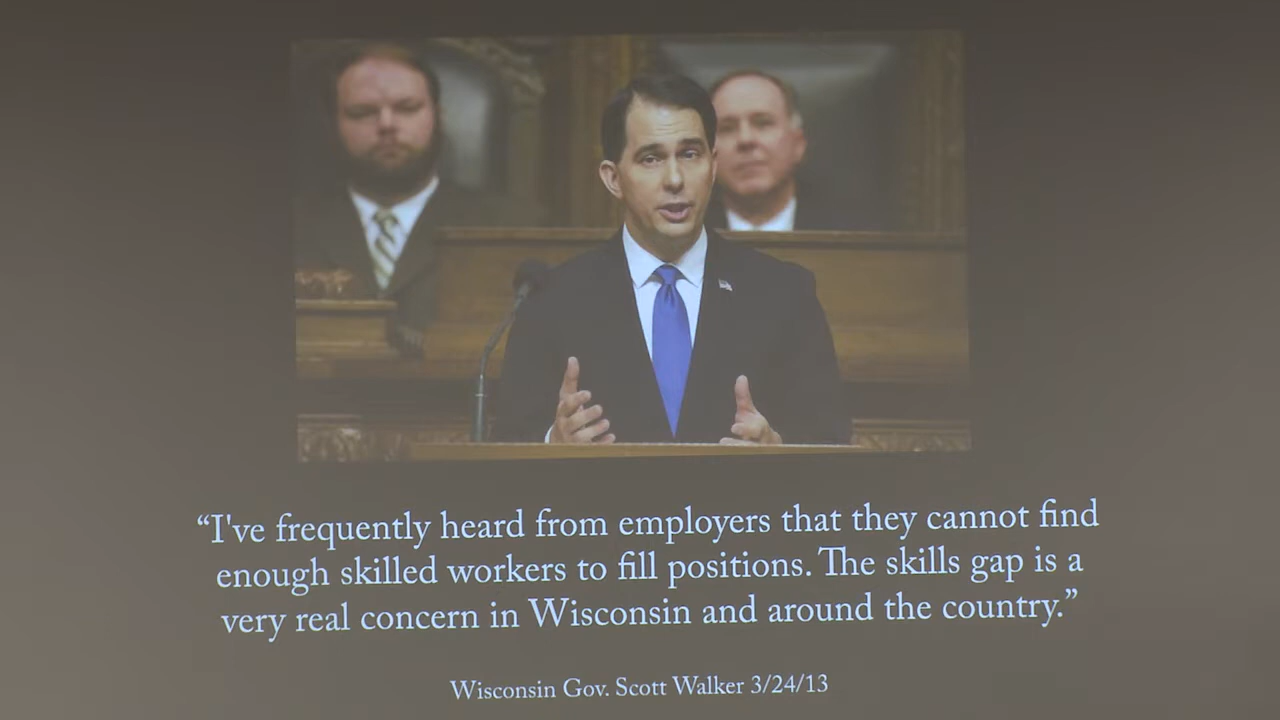 “I've frequently heard from employers that they cannot find
enough skilled workers to fill positions. The skills gap is a
very real concern in Wisconsin and around the country.”
Wisconsin Gov. Scott Walker 3/24/13